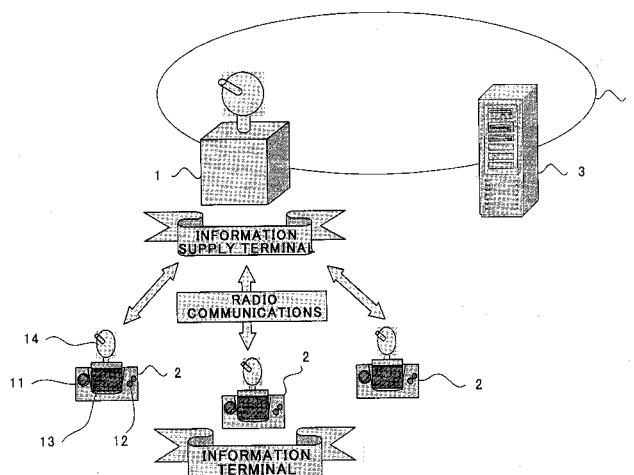 1
3
INFORMATION
SUPPLY TERMINAL
RADIO
COMMUNICATIONS
14
2
11
13
12
2
2
INFORMATION
TERMINAL